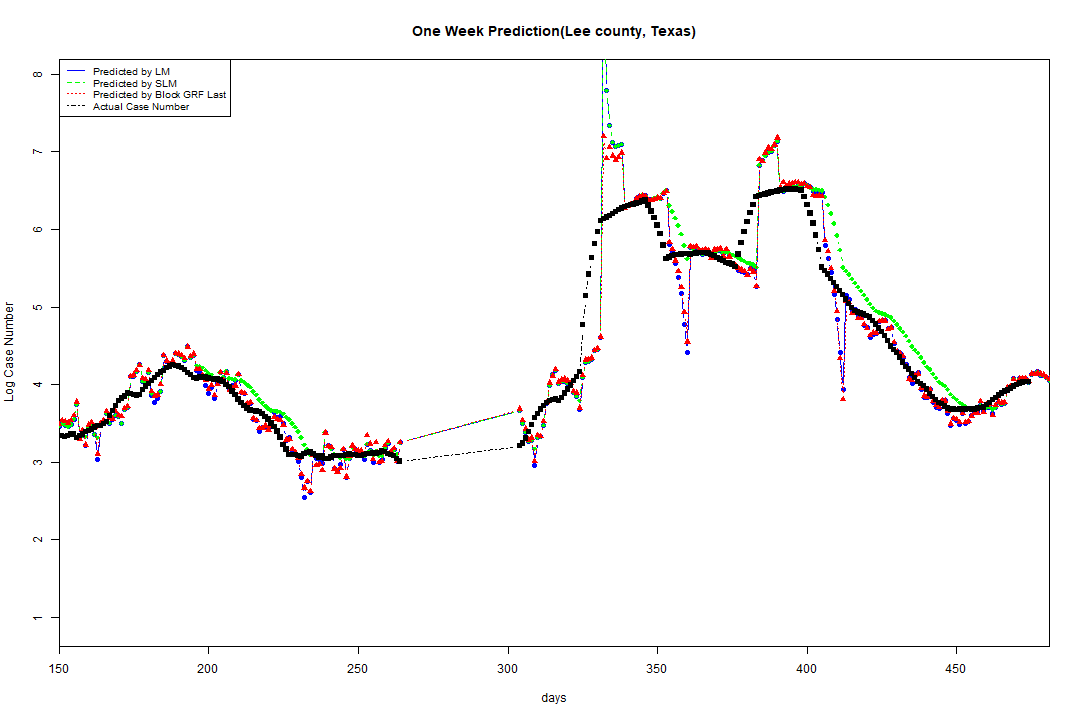 One Week Prediction(Lee county, Texas)
Predicted by LM
Predicted by SLM
Predicted by Block GRF Last
Actual Case Number
8
7
6
5
4
3
2
1
Log Case Number
150 200 250 300 350 400 450
days